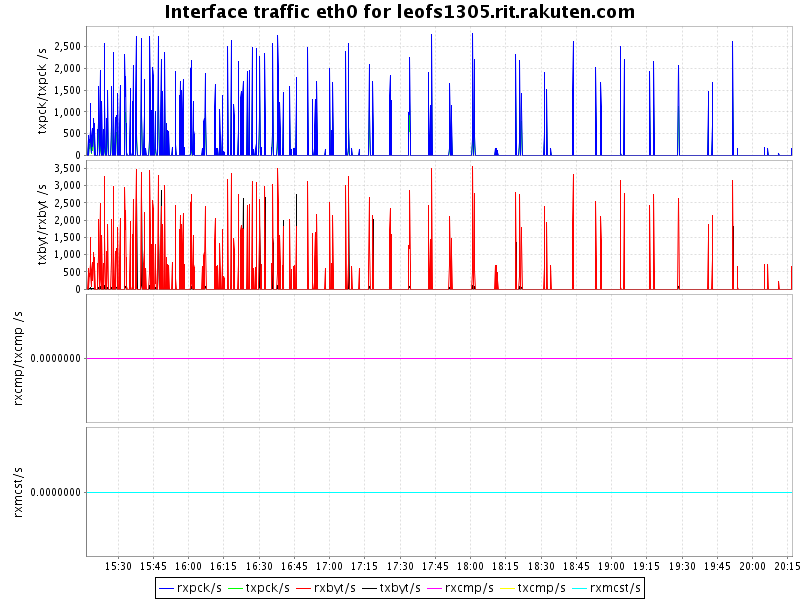 Interface traffic eth0 for leofs1305.rit.rakuten.com
txpck/txpck /s
2,500
2,000
1,500
1,000
500
0
txbyt/rxbyt /s
3,500
3,000
2,500
2,000
1,500
1,000
500
0
rxcmp/txcmp /s
0.0000000
rxmcst/s
0.0000000
15:30 15:45 16:00 16:15 16:30 16:45 17:00 17:15 17:30 17:45 18:00 18:15 18:30 18:45 19:00 19:15 19:30 19:45 20:00 20:15
rxpck/s txpck/s rxbyt/s txbyt/s rxcmp/s txcmp/s rxmcst/s